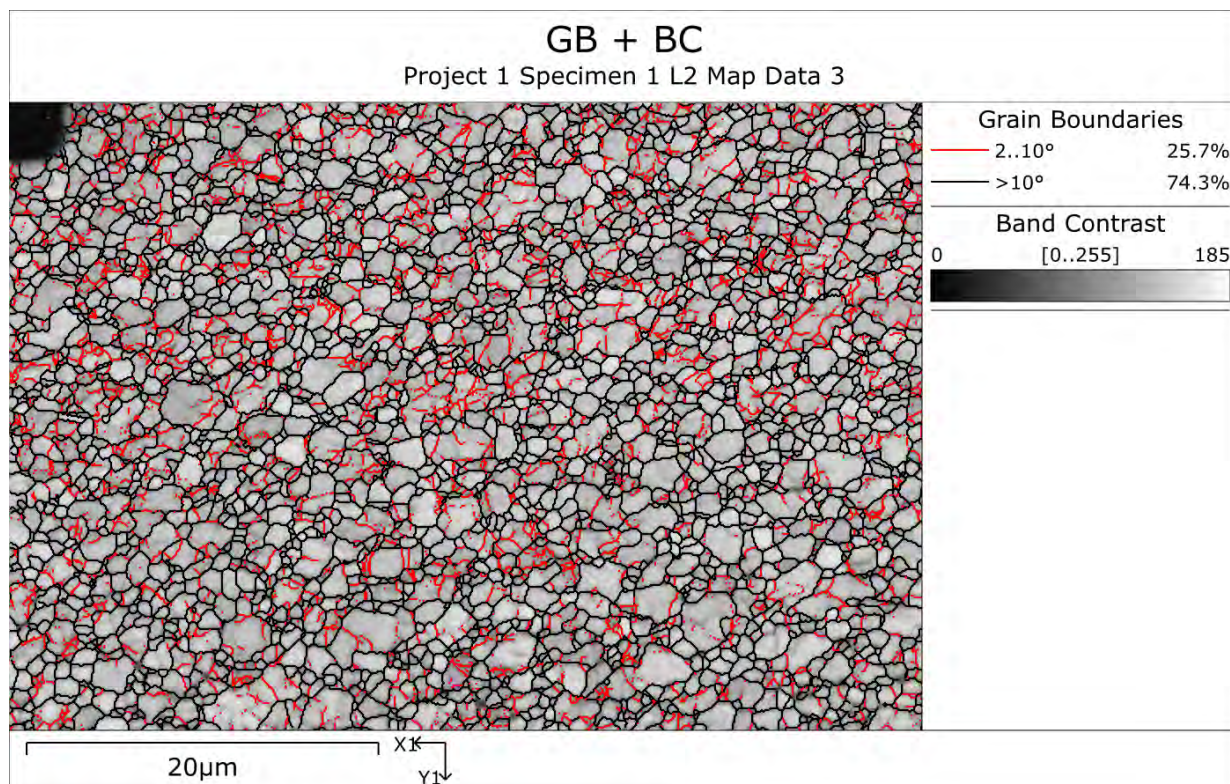 GB + BC
Project 1 Specimen 1 L2 Map Data 3
Grain Boundaries
2..10° 25.7%
>10° 74.3%
Band Contrast
0 [0..255] 185
20µm
X1
Y1